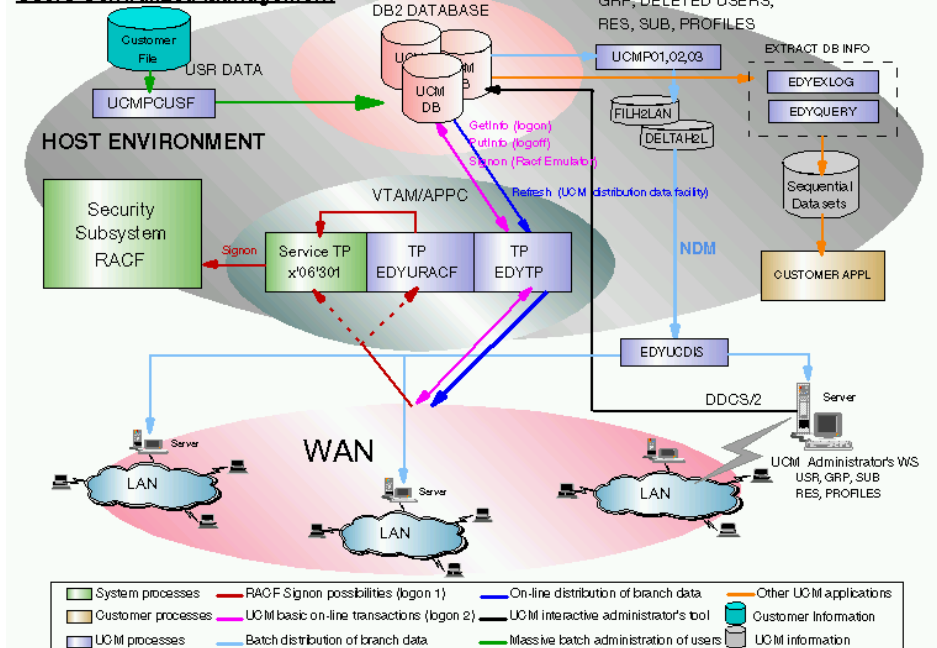 DB2 DATABASE
GRP, DELETED USERS,
RES, SUB, PROFILES
Customer
File
USR DATA
UCMPCUSF
UCM
DB
UCMP01,02,03
EXTRACT DB INFO
EDYEXLOG
EDYQUERY
FILH2LAN
DELTAH2L
HOST ENVIRONMENT
GetInfo (logon)
PutInfo (logoff)
Signon (Racf Emulator)
Refresh (UCM distribution data facility)
Sequential
Datasets
VTAM/APPC
Security
Subsystem
RACF
Signon
Service TP
x'06'301
TP
EDYURACF
TP
EDYTP
NDM
CUSTOMER APPL
EDYUCDIS
DDCS/2
Server
WAN
Server
LAN
Server
LAN
LAN
UCM Administrator's WS
USR, GRP, SUB
RES, PROFILES
System processes
RACF Signon possibilities (logon 1)
On-line distribution of branch data
Other UCM applications
Customer processes
UCM basic on-line transactions (logon 2)
UCM interactive administrator's tool
Customer Information
UCM processes
Batch distribution of branch data
Massive batch administration of users
UCM information